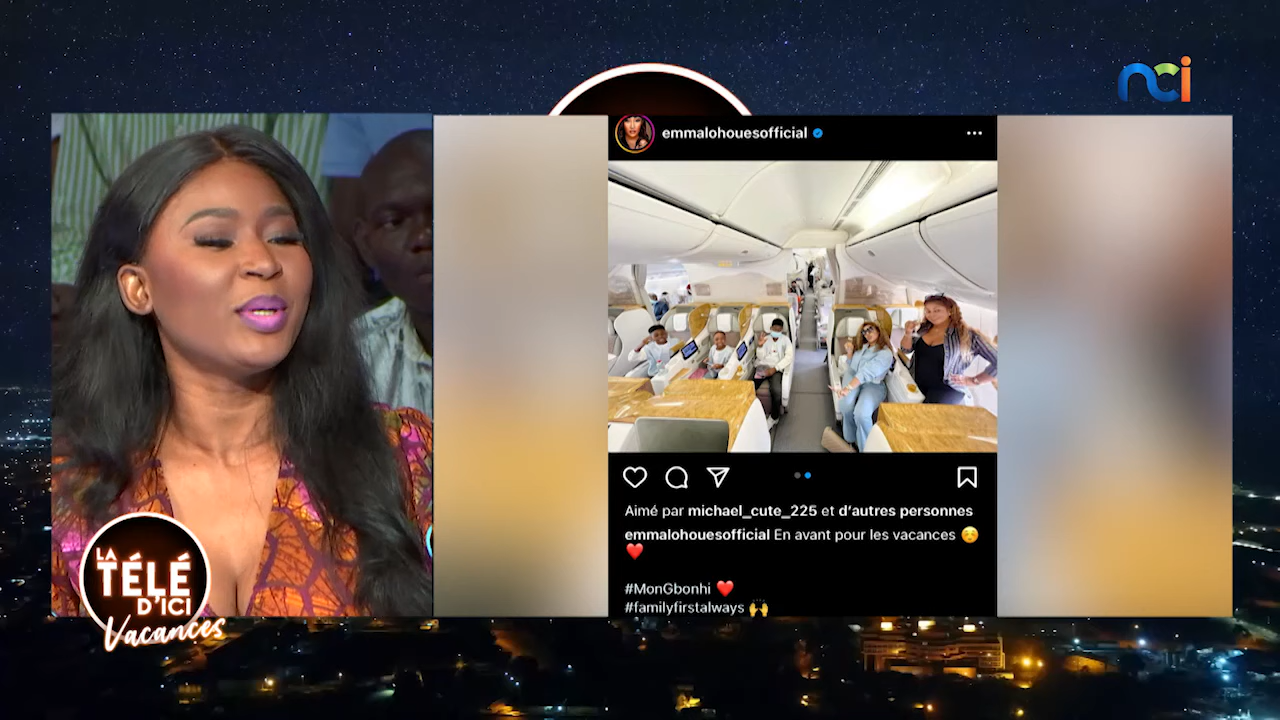 nci
emmalohouesofficial
Aimé par michael_cute_225 et d'autres personnes
emmalohouesofficial En avant pour les vacances ☺️
❤️
#MonGbonhi ❤️
#familyfirstalways 🙌
LA
TÉLÉ
D'ICI
Vacances